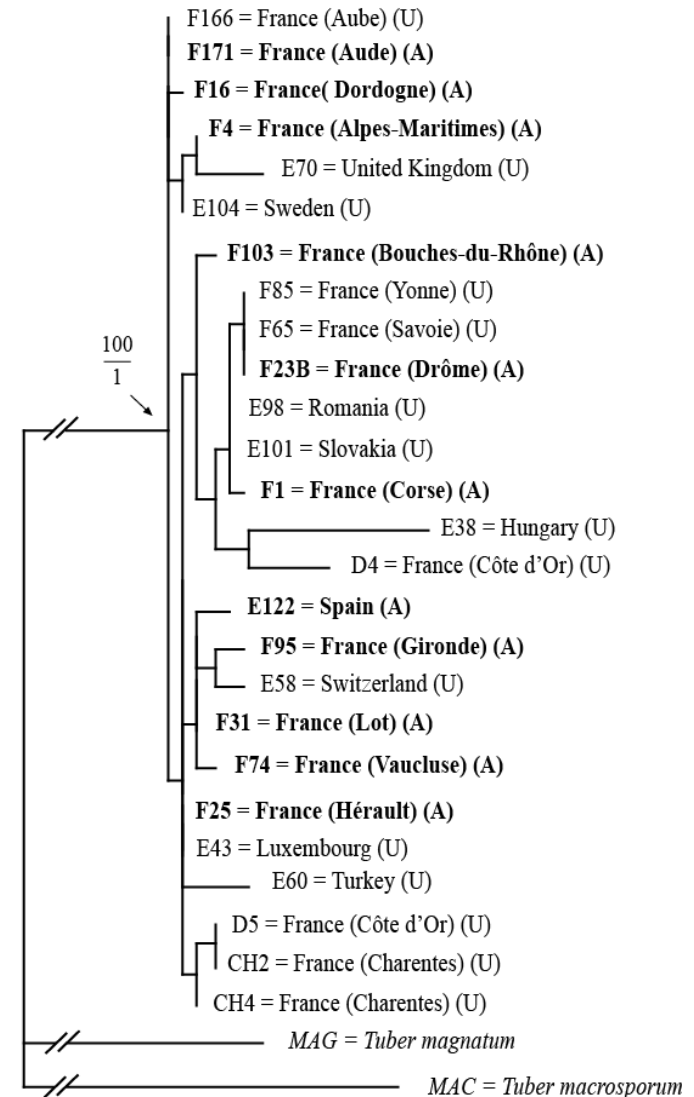 F166 = France (Aube) (U)
F171 = France (Aude) (A)
F16 = France( Dordogne) (A)
F4 = France (Alpes-Maritimes) (A)
E70 = United Kingdom (U)
E104 = Sweden (U)
F103 = France (Bouches-du-Rhône) (A)
F85 = France (Yonne) (U)
F65 = France (Savoie) (U)
100
1
F23B = France (Drôme) (A)
E98 = Romania (U)
E101 = Slovakia (U)
F1 = France (Corse) (A)
E38 = Hungary (U)
D4 = France (Côte d’Or) (U)
E122 = Spain (A)
F95 = France (Gironde) (A)
E58 = Switzerland (U)
F31 = France (Lot) (A)
F74 = France (Vaucluse) (A)
F25 = France (Hérault) (A)
E43 = Luxembourg (U)
E60 = Turkey (U)
D5 = France (Côte d’Or) (U)
CH2 = France (Charentes) (U)
CH4 = France (Charentes) (U)
MAG = Tuber magnatum
MAC = Tuber macrosporum